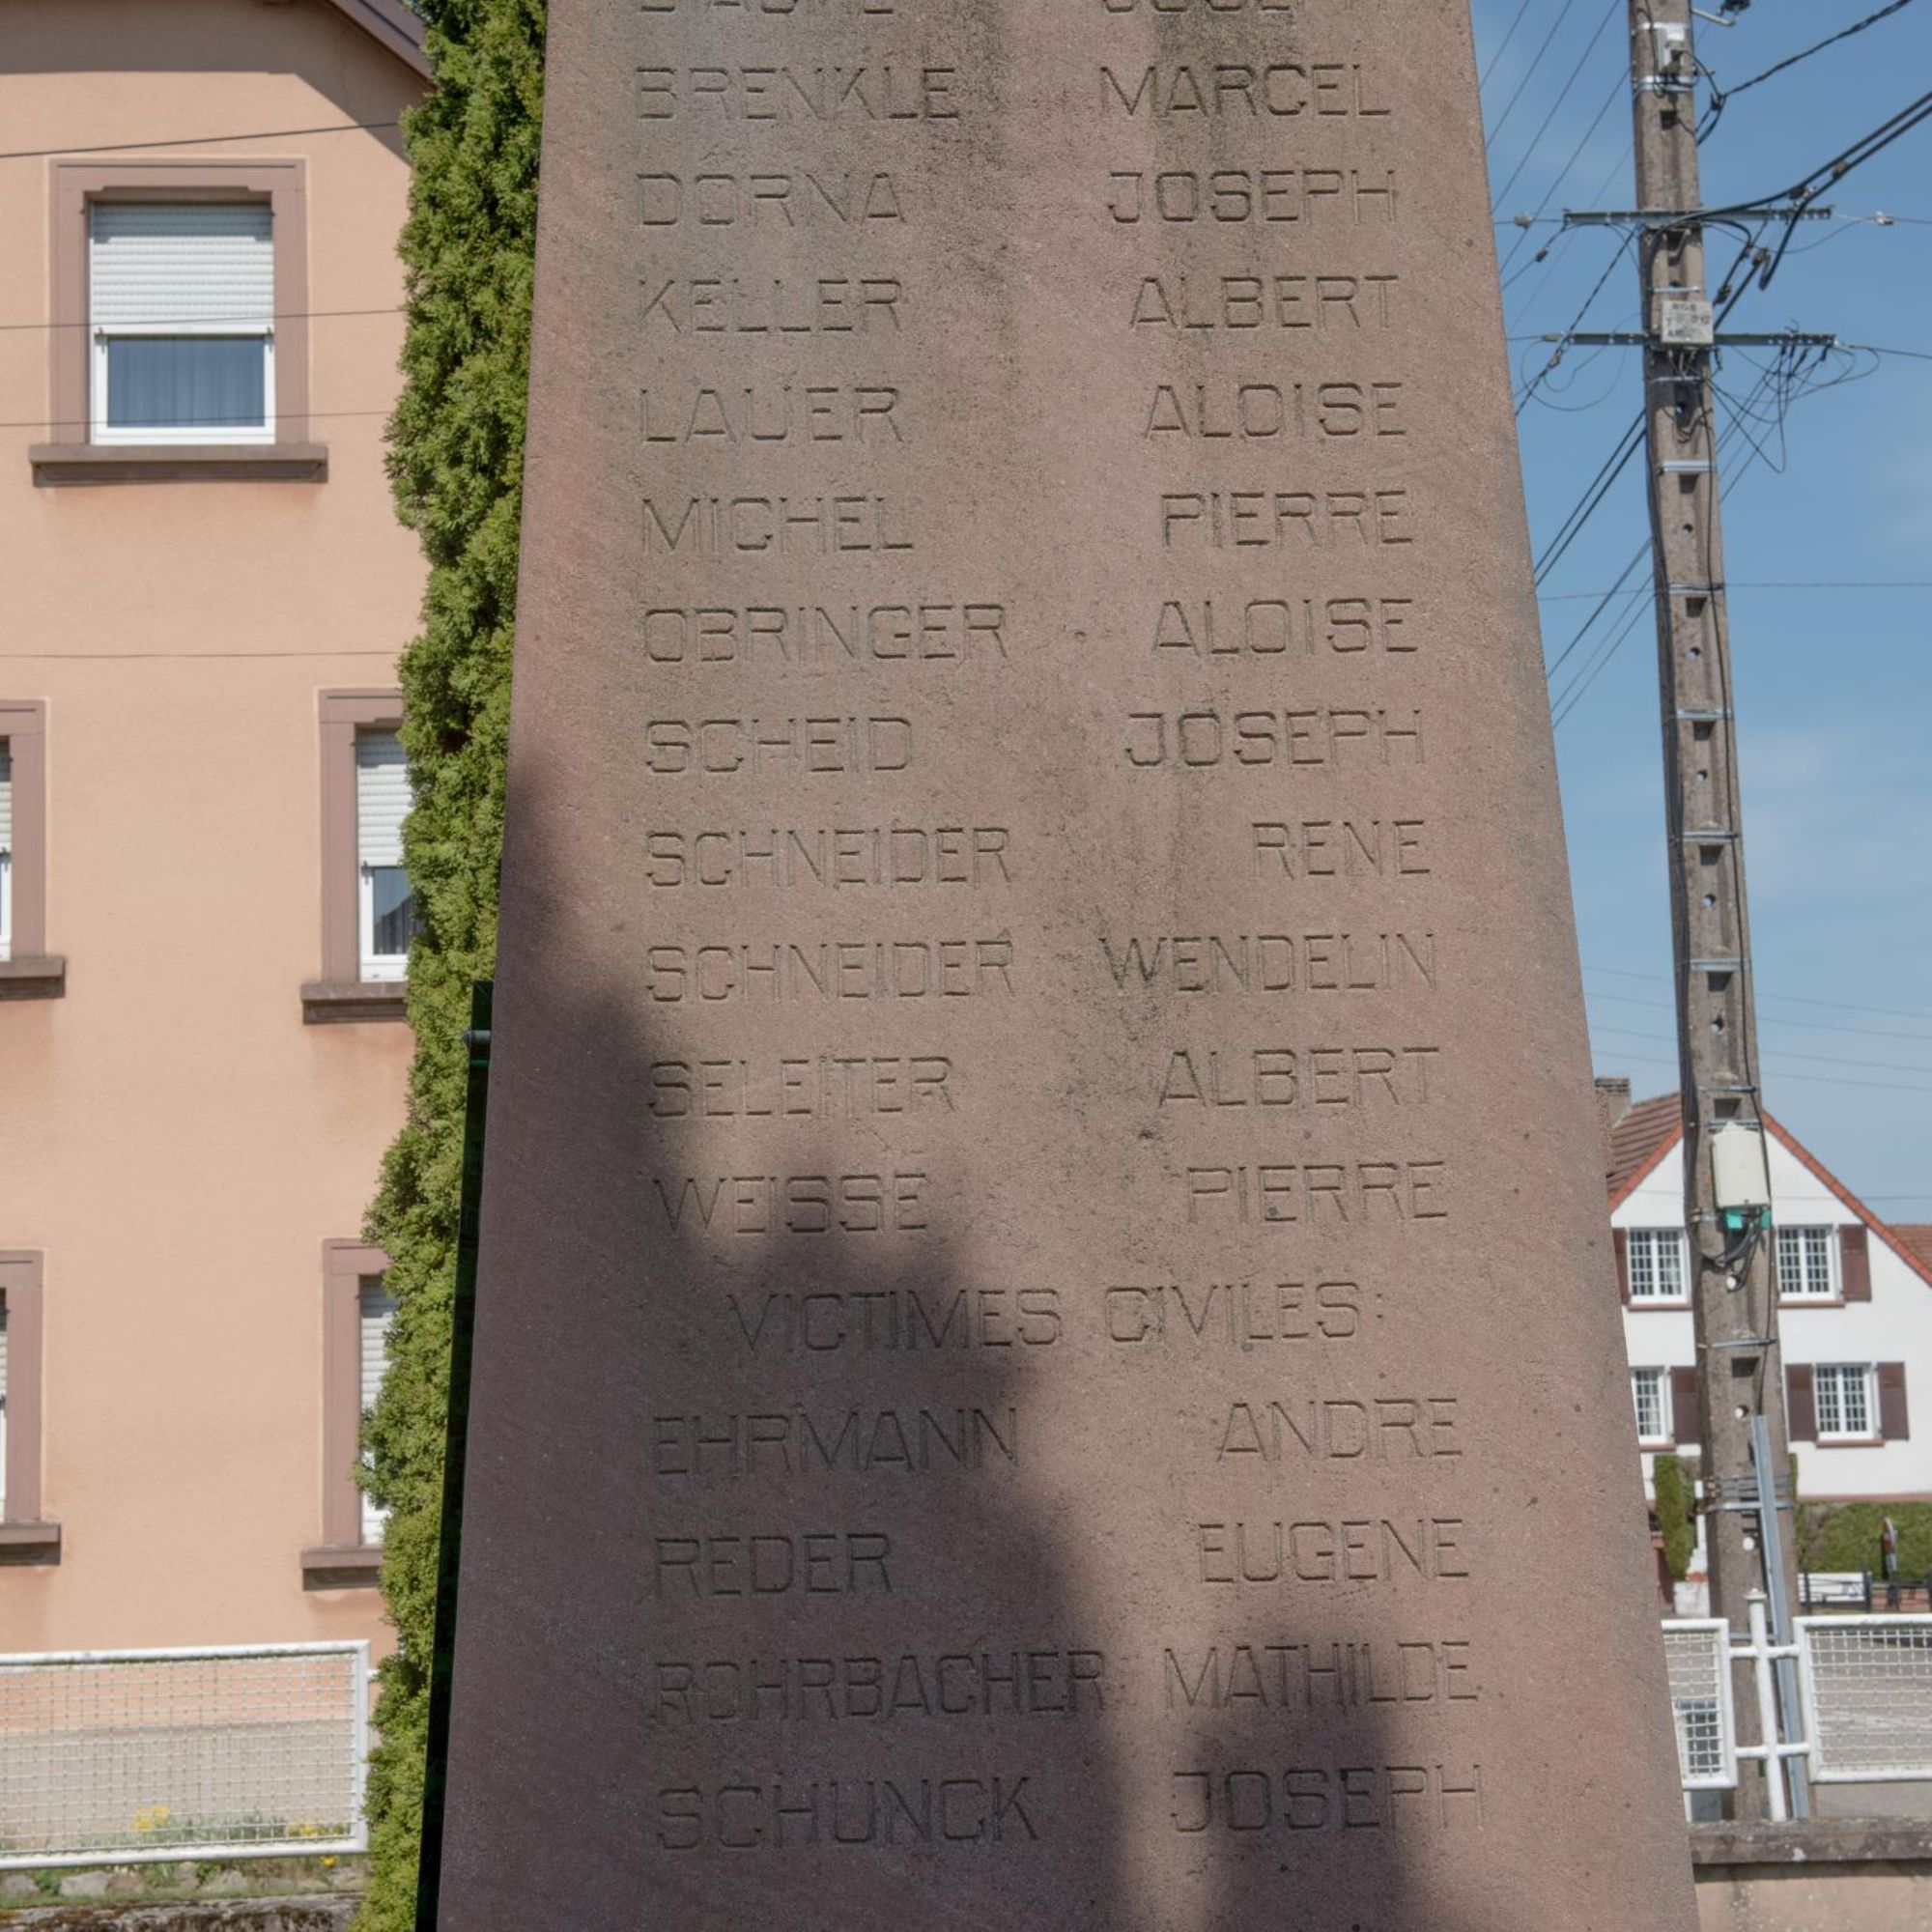 BRENKLE MARCEL
DORNA JOSEPH
KELLER ALBERT
LAUER ALOISE
MICHEL PIERRE
OBRINGER ALOISE
SCHEID JOSEPH
SCHNEIDER RENE
SCHNEIDER WENDELIN
SELEITER ALBERT
WEISSE PIERRE
VICTIMES CIVILES:
EHRMANN ANDRE
REDER EUGENE
ROHRBACHER MATHILDE
SCHUNCK JOSEPH